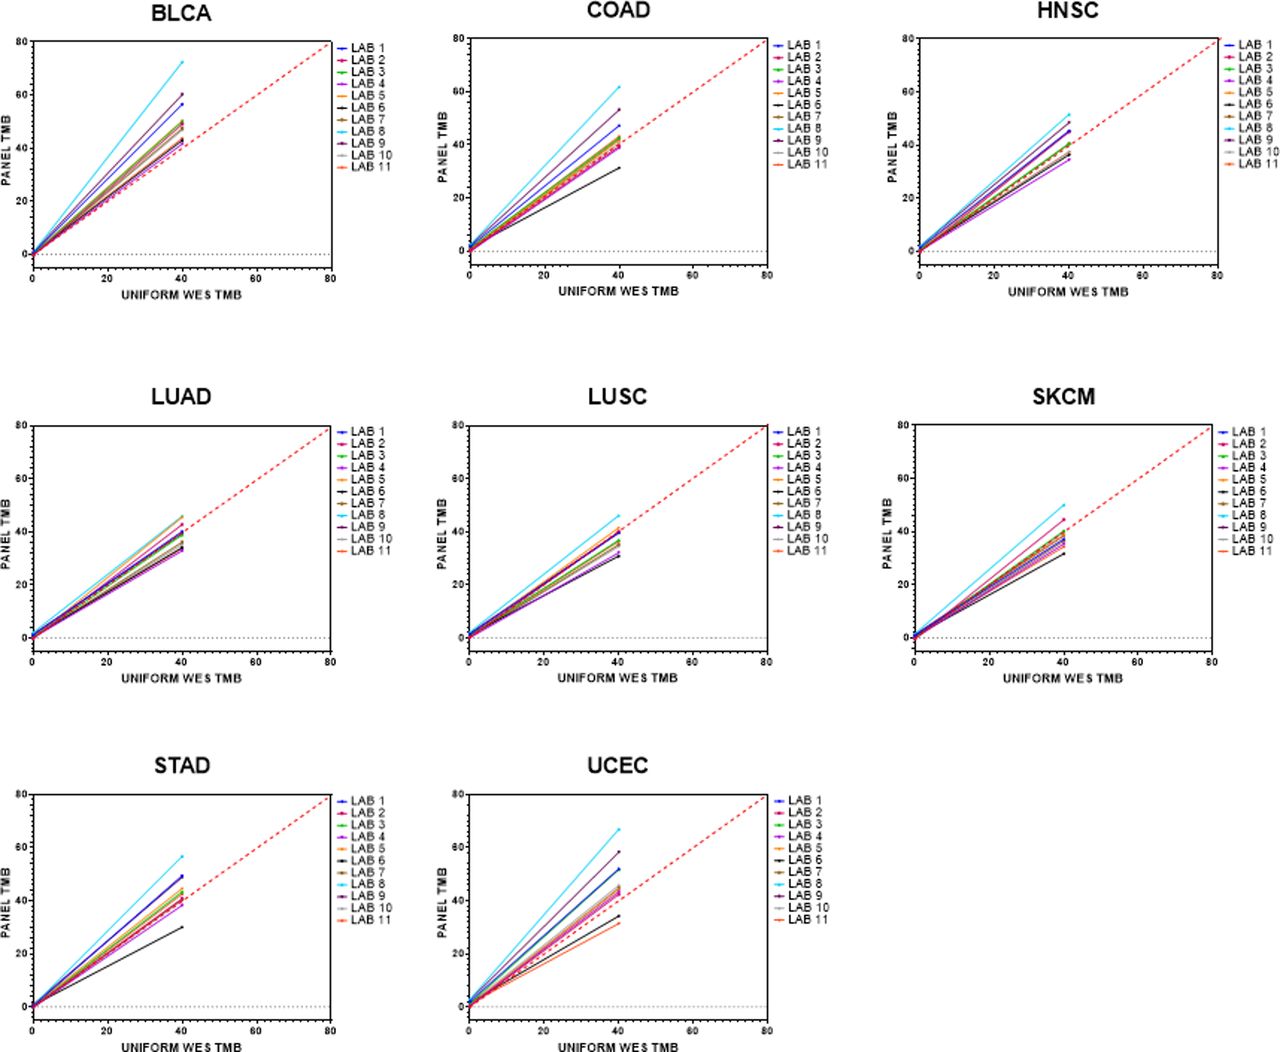 BLCA
80
60
40
20
0
0 20 40 60 80
PANEL TMB
UNIFORM WES TMB
LAB 1
LAB 2
LAB 3
LAB 4
LAB 5
LAB 6
LAB 7
LAB 8
LAB 9
LAB 10
LAB 11
COAD
80
60
40
20
0
0 20 40 60 80
PANEL TMB
UNIFORM WES TMB
LAB 1
LAB 2
LAB 3
LAB 4
LAB 5
LAB 6
LAB 7
LAB 8
LAB 9
LAB 10
LAB 11
HNSC
80
60
40
20
0
0 20 40 60 80
PANEL TMB
UNIFORM WES TMB
LAB 1
LAB 2
LAB 3
LAB 4
LAB 5
LAB 6
LAB 7
LAB 8
LAB 9
LAB 10
LAB 11
LUAD
80
60
40
20
0
0 20 40 60 80
PANEL TMB
UNIFORM WES TMB
LAB 1
LAB 2
LAB 3
LAB 4
LAB 5
LAB 6
LAB 7
LAB 8
LAB 9
LAB 10
LAB 11
LUSC
80
60
40
20
0
0 20 40 60 80
PANEL TMB
UNIFORM WES TMB
LAB 1
LAB 2
LAB 3
LAB 4
LAB 5
LAB 6
LAB 7
LAB 8
LAB 9
LAB 10
LAB 11
SKCM
80
60
40
20
0
0 20 40 60 80
PANEL TMB
UNIFORM WES TMB
LAB 1
LAB 2
LAB 3
LAB 4
LAB 5
LAB 6
LAB 7
LAB 8
LAB 9
LAB 10
LAB 11
STAD
80
60
40
20
0
0 20 40 60 80
PANEL TMB
UNIFORM WES TMB
LAB 1
LAB 2
LAB 3
LAB 4
LAB 5
LAB 6
LAB 7
LAB 8
LAB 9
LAB 10
LAB 11
UCEC
80
60
40
20
0
0 20 40 60 80
PANEL TMB
UNIFORM WES TMB
LAB 1
LAB 2
LAB 3
LAB 4
LAB 5
LAB 6
LAB 7
LAB 8
LAB 9
LAB 10
LAB 11